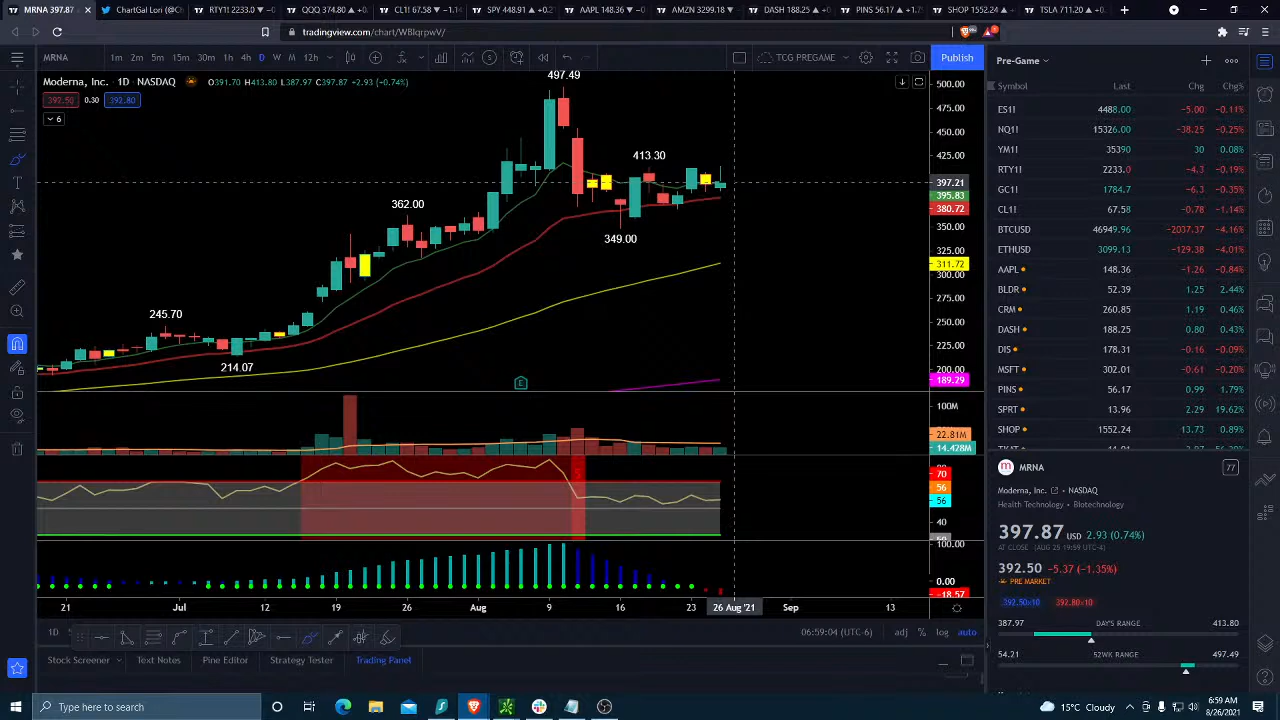 MRNA 397.87
ChartGal Lori (@Ch
RTY1! 2233.0
QQQ 374.80
CL1! 67.58 −1.14
SPY 448.91
AAPL 148.36
AMZN 3299.18
DASH 188.25
PINS 56.17
SHOP 1552.24
TSLA 711.20
tradingview.com/chart/WBlqrpwV/
MRNA 1m 2m 5m 15m 30m 1h 4h D W M 12h
TCG PREGAME
Publish
Moderna, Inc. · 1D · NASDAQ O391.70 H413.80 L387.97 C397.87 +2.93 (+0.74%)
392.50 0.30 392.80
6
497.49
413.30
362.00
349.00
245.70
214.07
E
500.00
475.00
450.00
425.00
397.21
395.83
380.72
350.00
325.00
311.72
300.00
275.00
250.00
225.00
200.00
189.29
100M
22.81M
14.428M
70
56
56
40
100.00
0.00
−18.57
21 Jul 12 19 26 Aug 9 16 23 26 Aug '21 Sep 13
1D
06:59:04 (UTC-6) adj % log auto
Stock Screener Text Notes Pine Editor Strategy Tester Trading Panel
Pre-Game
Symbol Last Chg Chg%
ES1! 4488.00 −5.00 −0.11%
NQ1! 15326.00 −38.25 −0.25%
YM1! 35390 30 0.08%
RTY1! 2233.0 −4.3 −0.19%
GC1! 1784.7 −6.3 −0.35%
CL1! 67.58 −0.78 −1.14%
BTCUSD 46949.96 −2037.37 −4.16%
ETHUSD 3099.13 −129.38 −4.01%
AAPL 148.36 −1.26 −0.84%
BLDR 52.39 1.25 2.44%
CRM 260.85 1.19 0.46%
DASH 188.25 0.80 0.43%
DIS 178.31 −0.16 −0.09%
MSFT 302.01 −0.61 −0.20%
PINS 56.17 0.99 1.79%
SPRT 13.96 2.29 19.62%
SHOP 1552.24 13.73 0.89%
m MRNA 77
Moderna, Inc. NASDAQ
Health Technology • Biotechnology
397.87 USD 2.93 (0.74%)
AT CLOSE (AUG 25 19:59 UTC-4)
392.50 −5.37 (−1.35%)
PRE MARKET
392.50x10 392.80x10
387.97 DAY'S RANGE 413.80
54.21 52WK RANGE 497.49
Type here to search
15°C Cloudy
6:59 AM
8/26/2021